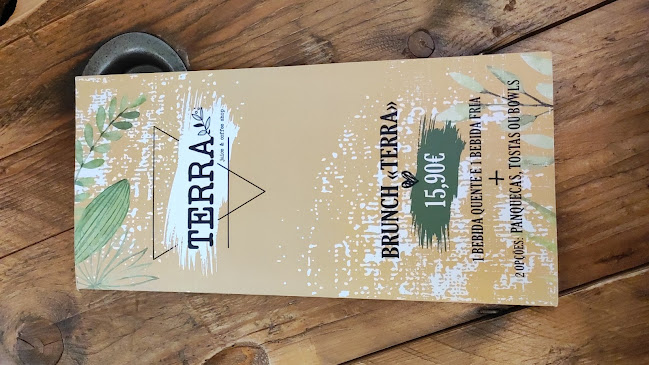 TERRA
juice & coffee shop
BRUNCH «TERRA»
15,90€
1 BEBIDA QUENTE E 1 BEBIDA FRIA
+
2 OPÇÕES: PANQUECAS, TOSTAS OU BOWLS